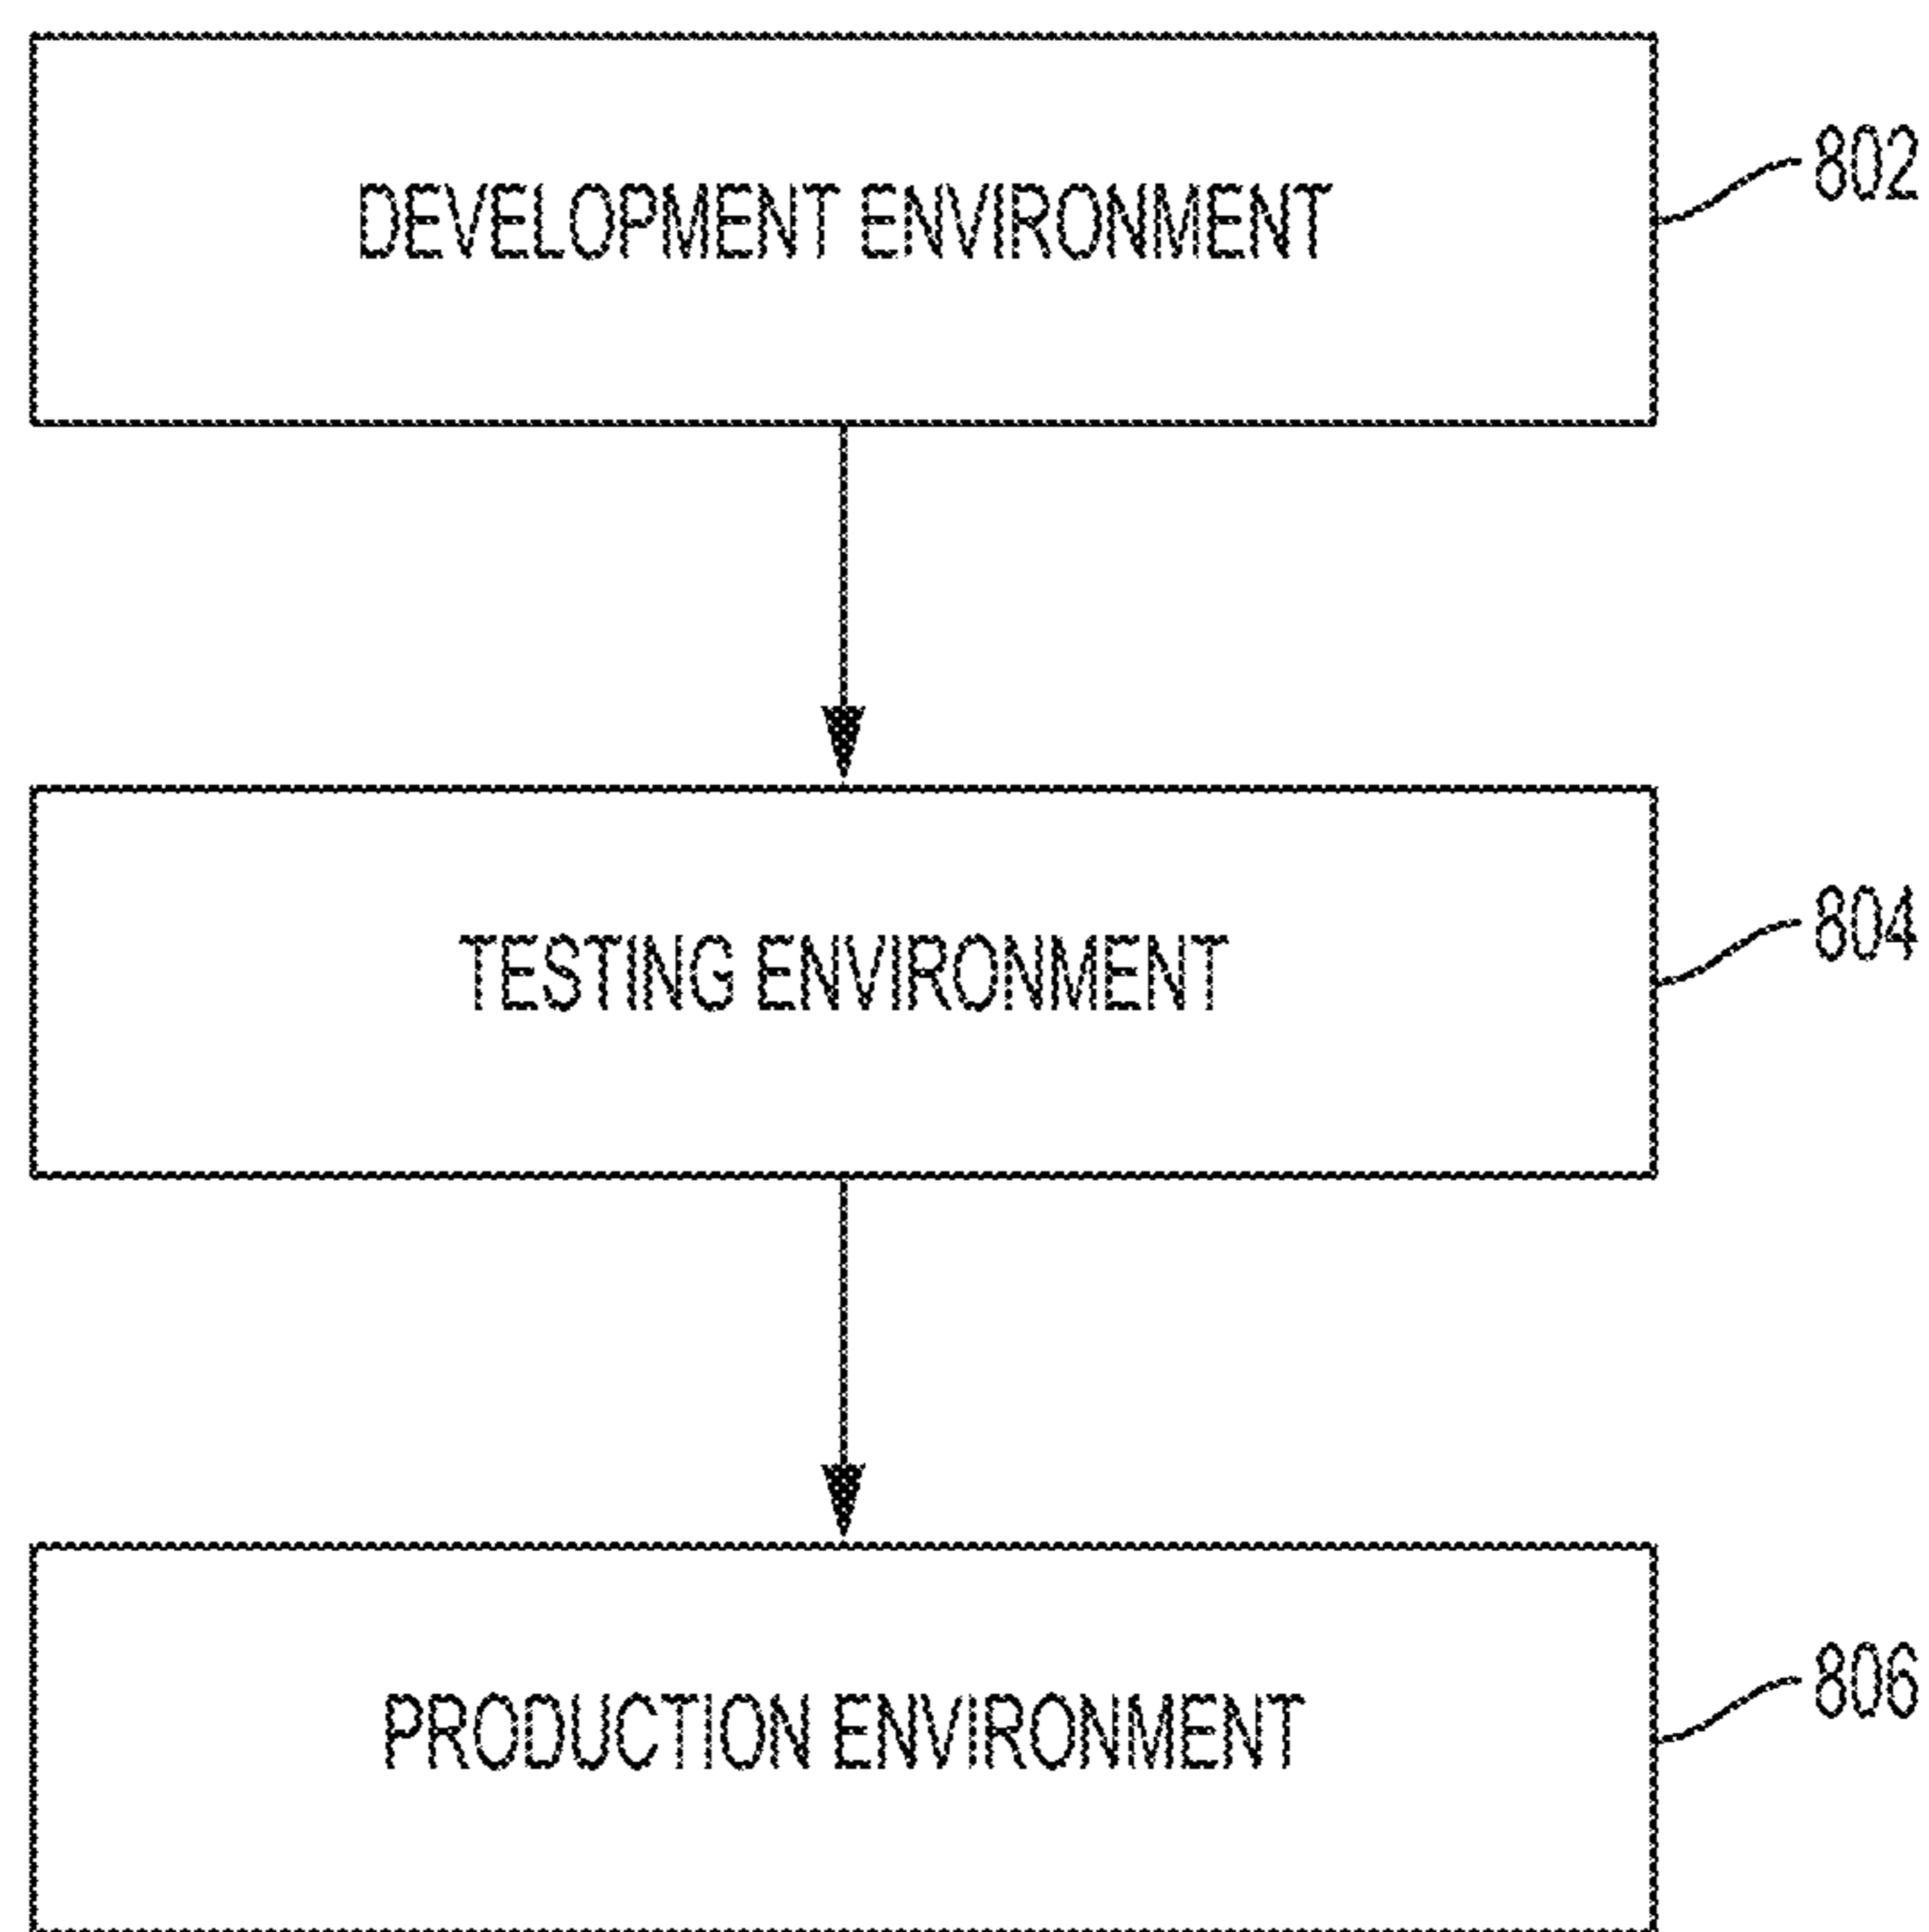 DEVELOPMENT ENVIRONMENT
802
TESTING ENVIRONMENT
804
PRODUCTION ENVIRONMENT
806